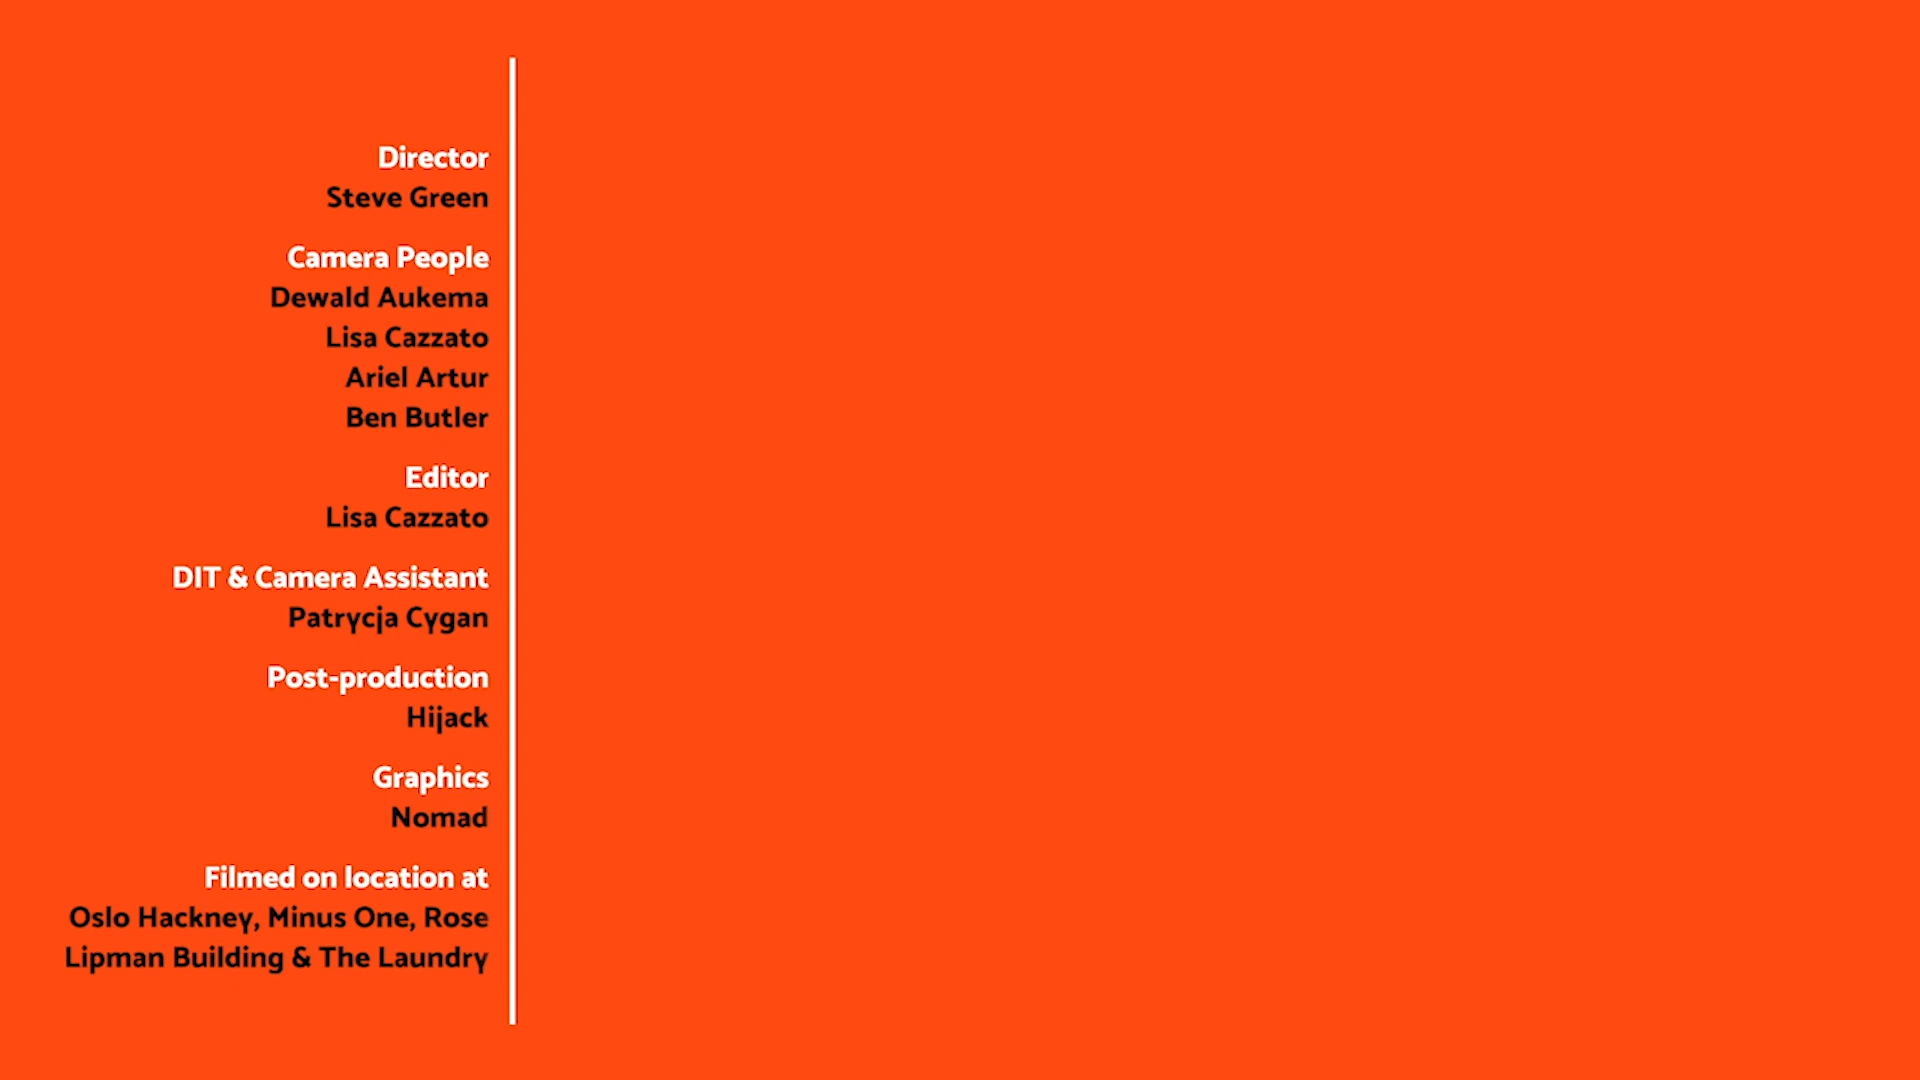 Director
Steve Green
Camera People
Dewald Aukema
Lisa Cazzato
Ariel Artur
Ben Butler
Editor
Lisa Cazzato
DIT & Camera Assistant
Patrycja Cygan
Post-production
Hijack
Graphics
Nomad
Filmed on location at
Oslo Hackney, Minus One, Rose
Lipman Building & The Laundry